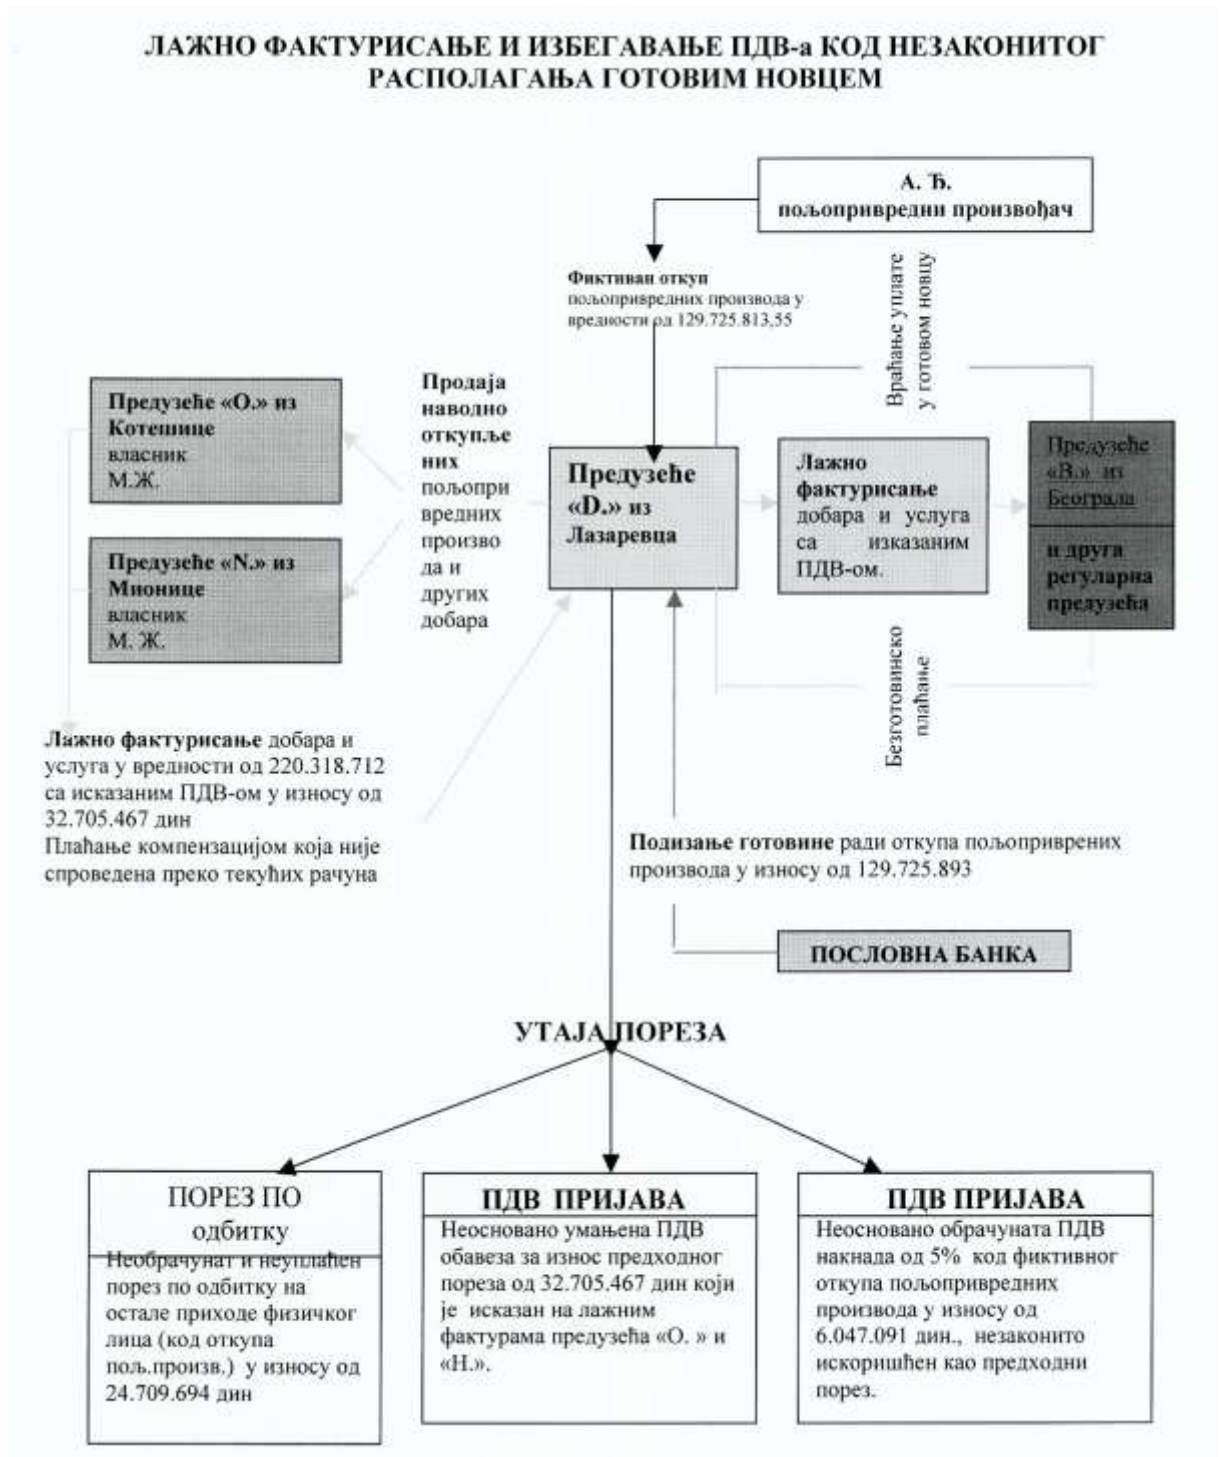 ЛАЖНО ФАКТУРИСАЊЕ И ИЗБЕГАВАЊЕ ПДВ-а КОД НЕЗАКОНИТОГ
РАСПОЛАГАЊА ГОТОВИМ НОВЦЕМ
А. Ђ.
пољопривредни произвођач
Фиктиван откуп
пољопривредних производа у
вредности од 129.725.813,55
Враћање уплате
у готовом новцу
Предузеће «О.» из
Котешице
власник
М.Ж.
Предузеће «N.» из
Мионице
власник
М. Ж.
Продаја
наводно
откупље
них
пољопри
вредних
произво
да и
других
добара
Предузеће
«D.» из
Лазаревца
Лажно
фактурисање
добара и услуга
са изказаним
ПДВ-ом.
Предузеће
«В.» из
Београда
и друга
регуларна
предузећа
Безготовинско
плаћање
Лажно фактурисање добара и
услуга у вредности од 220.318.712
са исказаним ПДВ-ом у износу од
32.705.467 дин
Плаћање компензацијом која није
спроведена преко текућих рачуна
Подизање готовине ради откупа пољоприврених
производа у износу од 129.725.893
ПОСЛОВНА БАНКА
УТАЈА ПОРЕЗА
ПОРЕЗ ПО
одбитку
Необрачунат и неуплаћен
порез по одбитку на
остале приходе физичког
лица (код откупа
пољ.произв.) у износу од
24.709.694 дин
ПДВ ПРИЈАВА
Неосновано умањена ПДВ
обавеза за износ предходног
пореза од 32.705.467 дин који
је исказан на лажним
фактурама предузећа «О. » и
«Н.».
ПДВ ПРИЈАВА
Неосновано обрачуната ПДВ
накнада од 5% код фиктивног
откупа пољопривредних
производа у износу од
6.047.091 дин., незаконито
искоришћен као предходни
порез.